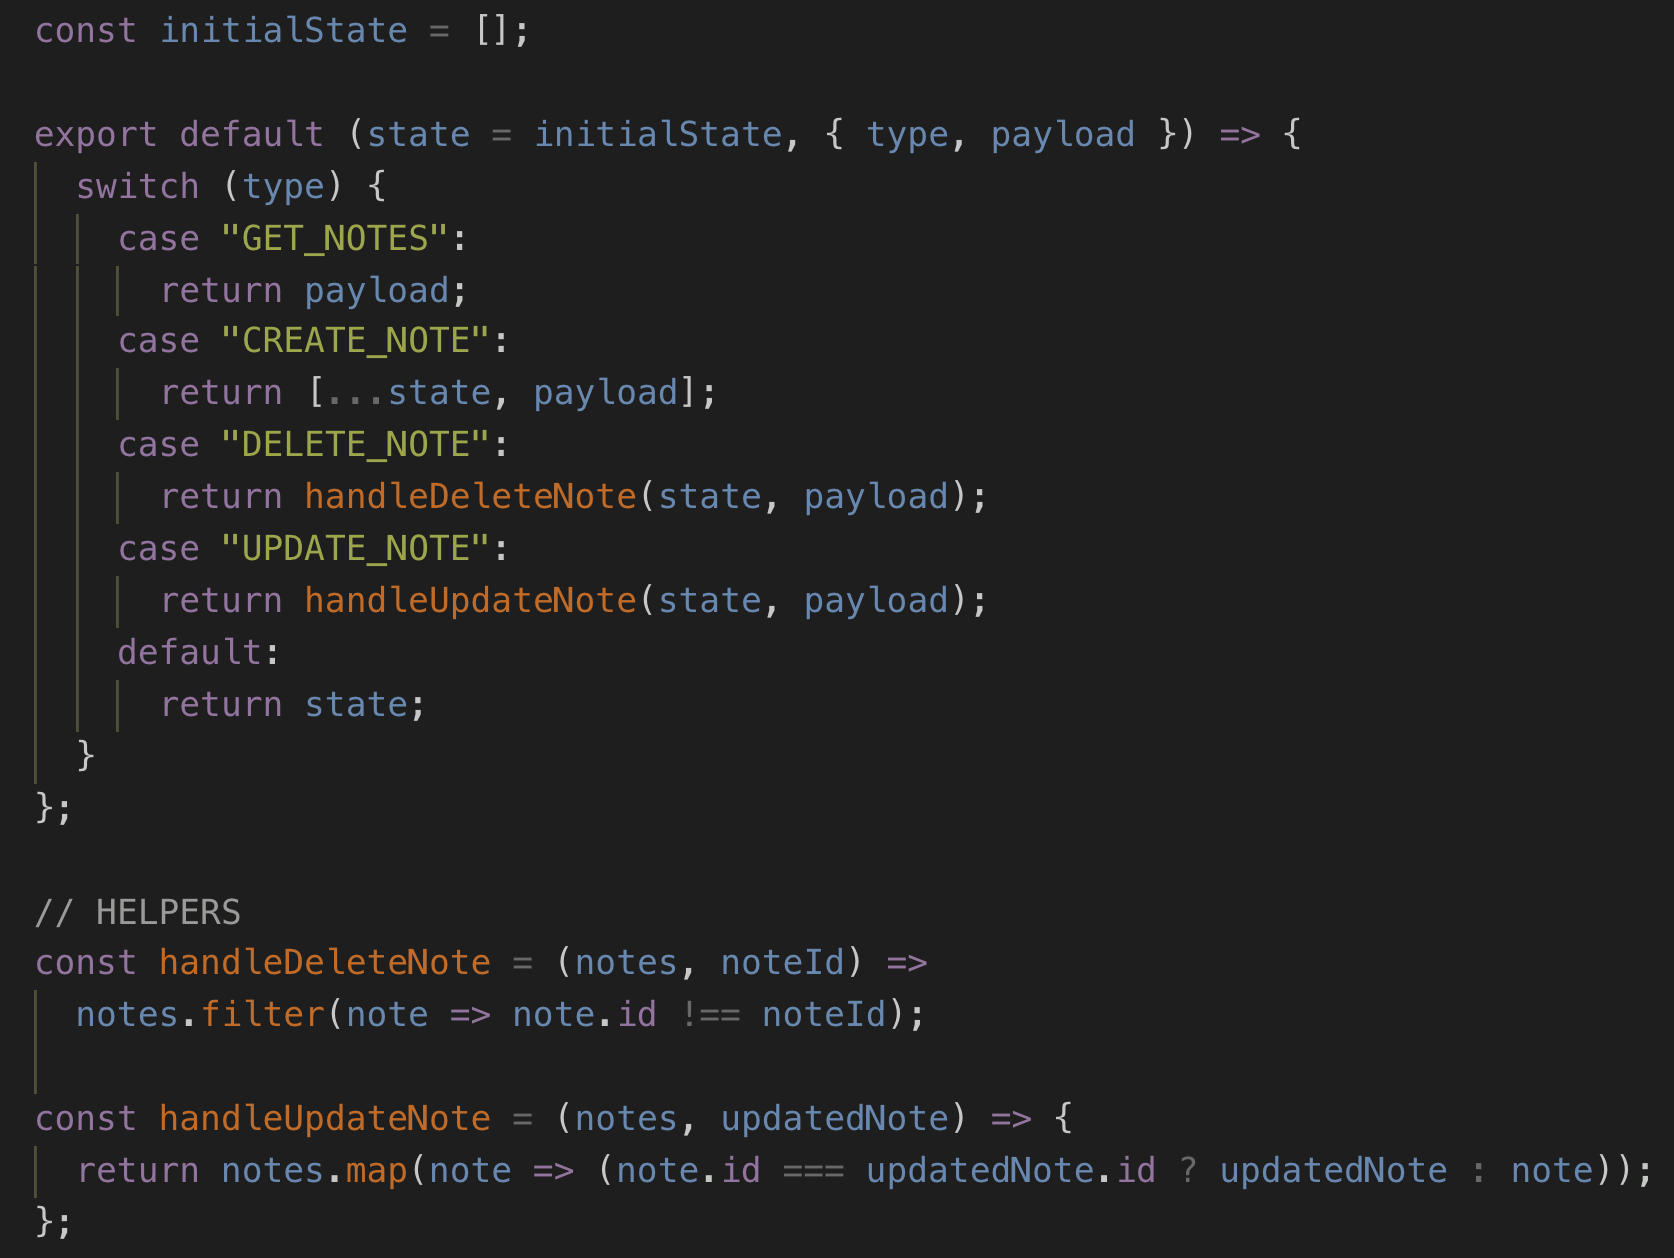 const initialState = [];
export default (state = initialState, { type, payload }) => {
switch (type) {
case "GET_NOTES":
return payload;
case "CREATE_NOTE":
return [...state, payload];
case "DELETE_NOTE":
return handleDeleteNote(state, payload);
case "UPDATE_NOTE":
return handleUpdateNote(state, payload);
default:
return state;
}
};
// HELPERS
const handleDeleteNote = (notes, noteId) =>
notes.filter(note => note.id !== noteId);
const handleUpdateNote = (notes, updatedNote) => {
return notes.map(note => (note.id === updatedNote.id ? updatedNote : note));
};